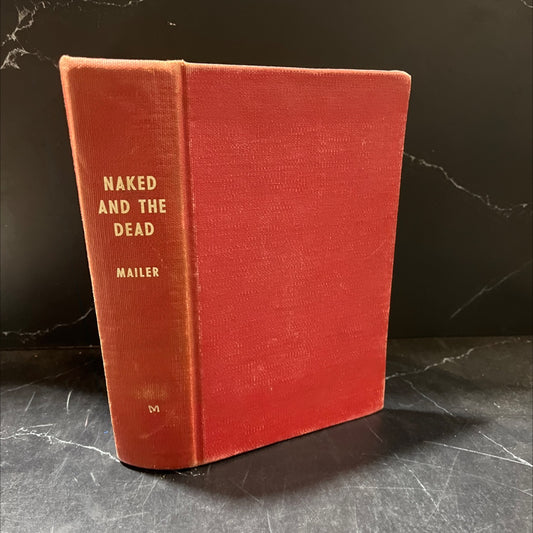 NAKED
AND THE
DEAD
MAILER
M